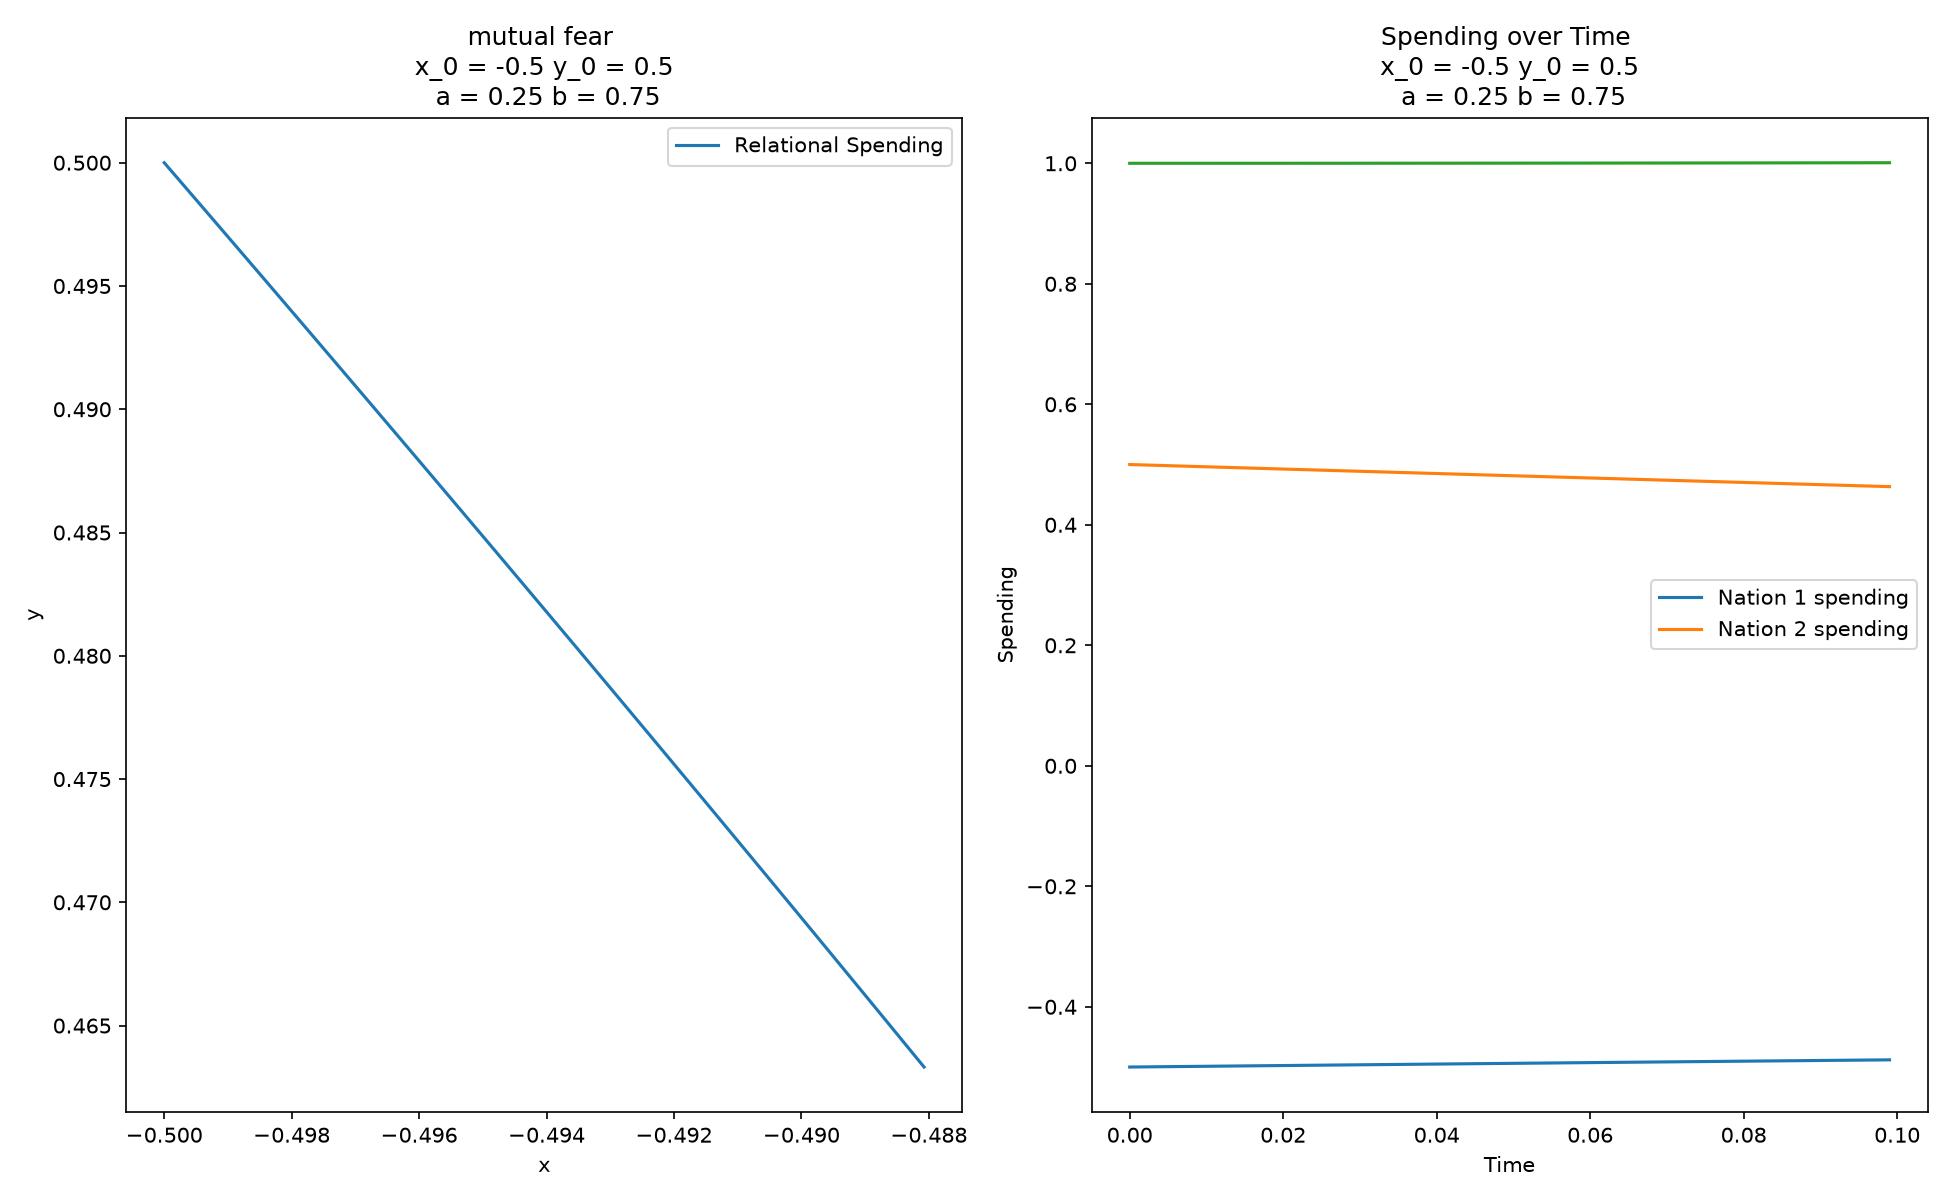 mutual fear
x_0 = -0.5 y_0 = 0.5
a = 0.25 b = 0.75
Relational Spending
0.500
0.495
0.490
0.485
0.480
0.475
0.470
0.465
y
−0.500 −0.498 −0.496 −0.494 −0.492 −0.490 −0.488
x
Spending over Time
x_0 = -0.5 y_0 = 0.5
a = 0.25 b = 0.75
1.0
0.8
0.6
0.4
0.2
0.0
−0.2
−0.4
Spending
Nation 1 spending
Nation 2 spending
0.00 0.02 0.04 0.06 0.08 0.10
Time